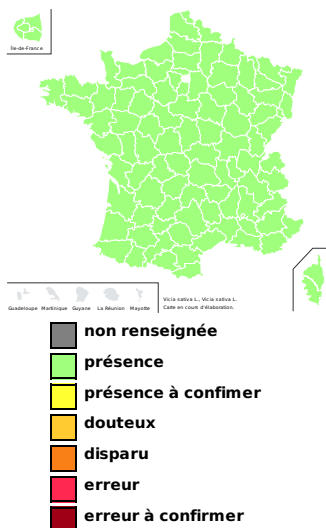 Île-de-France
Guadeloupe Martinique Guyane La Réunion Mayotte
Vicia sativa L., Vicia sativa L.
Carte en cours d'élaboration.
non renseignée
présence
présence à confimer
douteux
disparu
erreur
erreur à confirmer